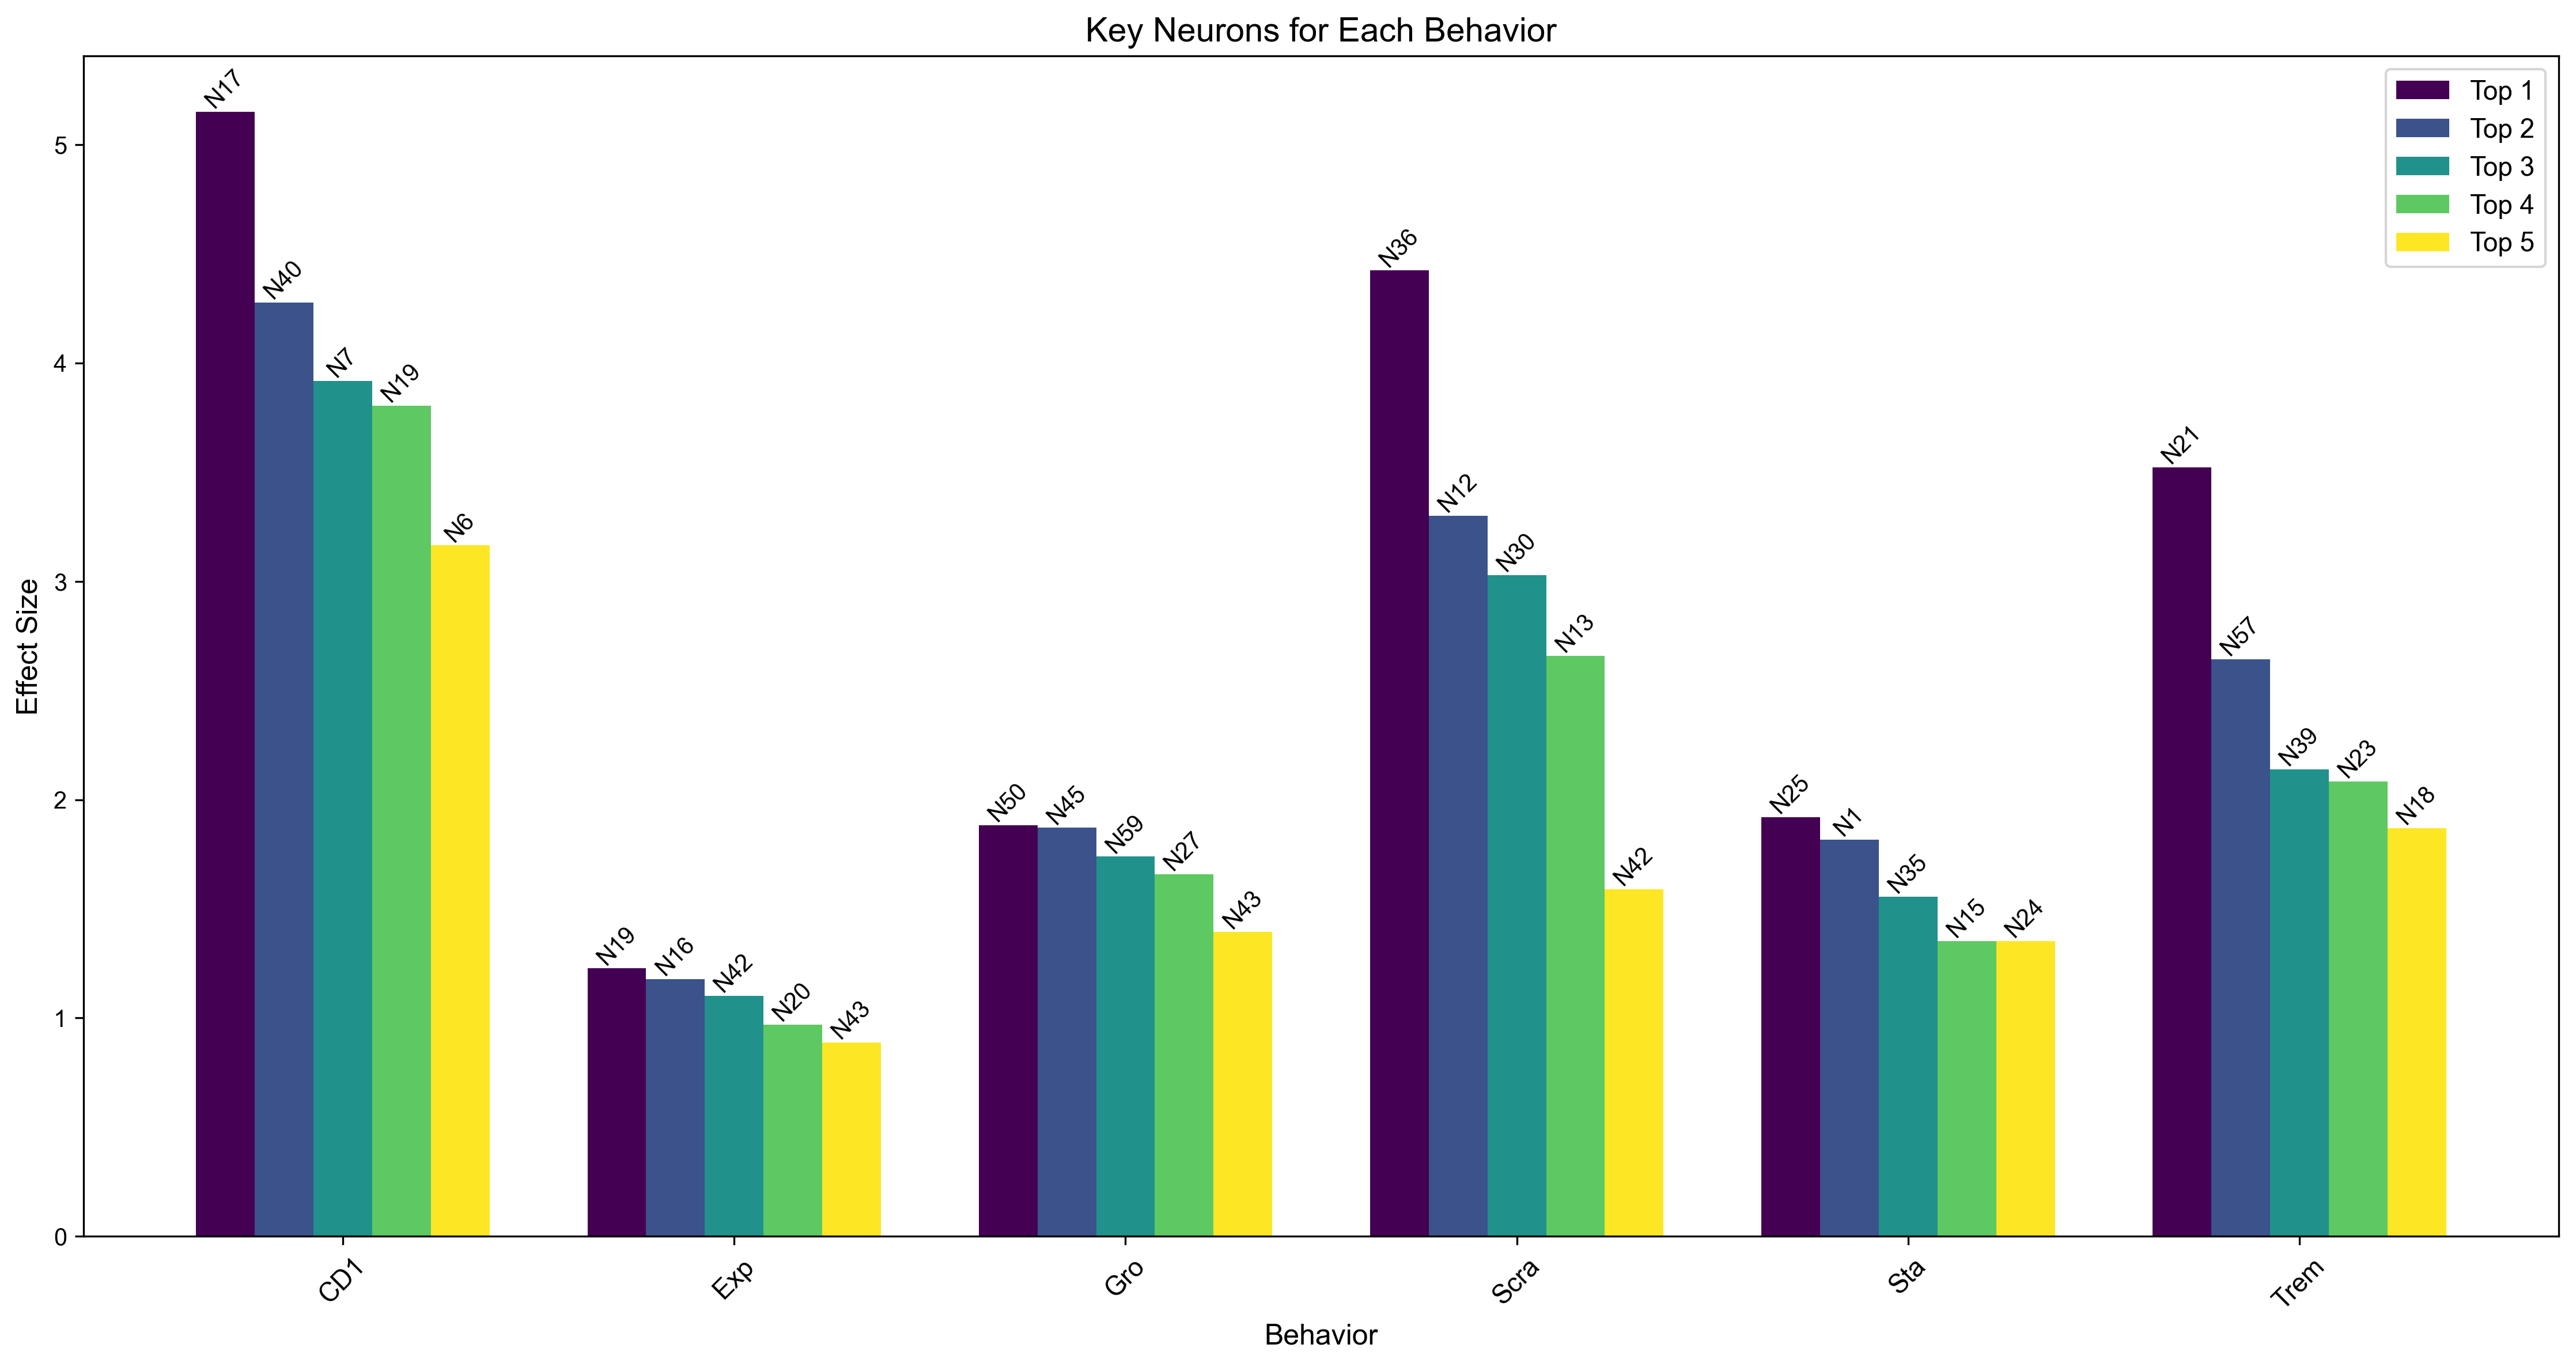 Key Neurons for Each Behavior
Top 1
Top 2
Top 3
Top 4
Top 5
Effect Size
5
4
3
2
1
0
N17
N40
N7
N19
N6
N19
N16
N42
N20
N43
N50
N45
N59
N27
N43
N36
N12
N30
N13
N42
N25
N1
N35
N15
N24
N21
N57
N39
N23
N18
CD1
Exp
Gro
Scra
Sta
Trem
Behavior